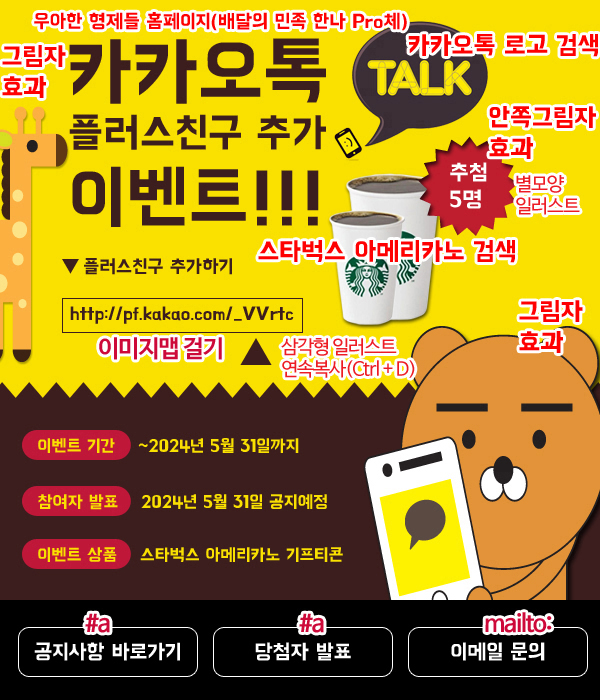 우아한 형제들 홈페이지(배달의 민족 한나 Pro체)
그림자
효과
카카오톡
카카오톡 로고 검색
TALK
플러스친구 추가
안쪽그림자
효과
이벤트!!!
추첨
5명
별모양
일러스트
스타벅스 아메리카노 검색
▼ 플러스친구 추가하기
http://pf.kakao.com/_VVrtc
그림자
효과
이미지맵 걸기
삼각형 일러스트
연속복사(Ctrl + D)
이벤트 기간 ~2024년 5월 31일까지
참여자 발표 2024년 5월 31일 공지예정
이벤트 상품 스타벅스 아메리카노 기프티콘
#a #a mailto:
공지사항 바로가기 당첨자 발표 이메일 문의